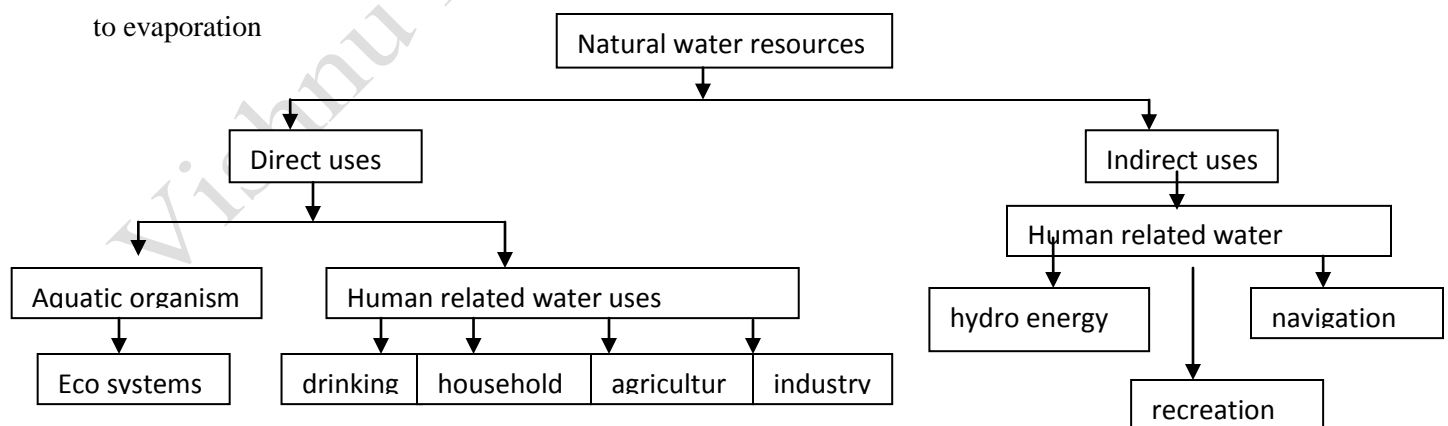 to evaporation
Natural water resources
Direct uses
Indirect uses
Human related water
Aquatic organism
Human related water uses
hydro energy
navigation
Eco systems
drinking
household
agricultur
industry
recreation
Vishnu